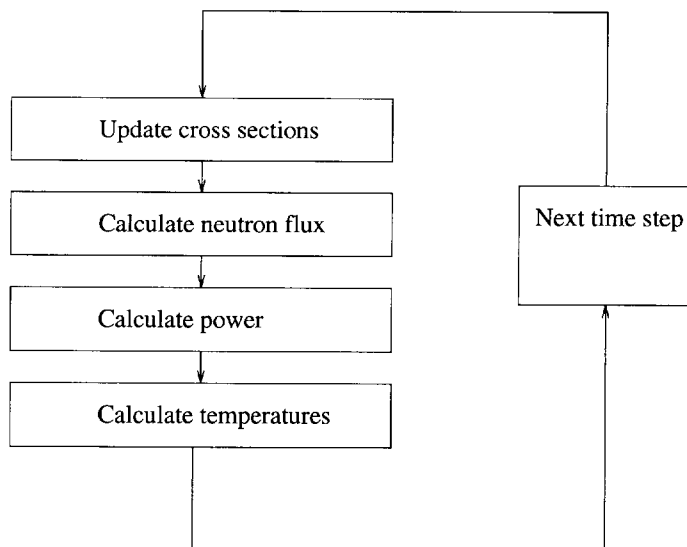 Update cross sections
Calculate neutron flux
Next time step
Calculate power
Calculate temperatures